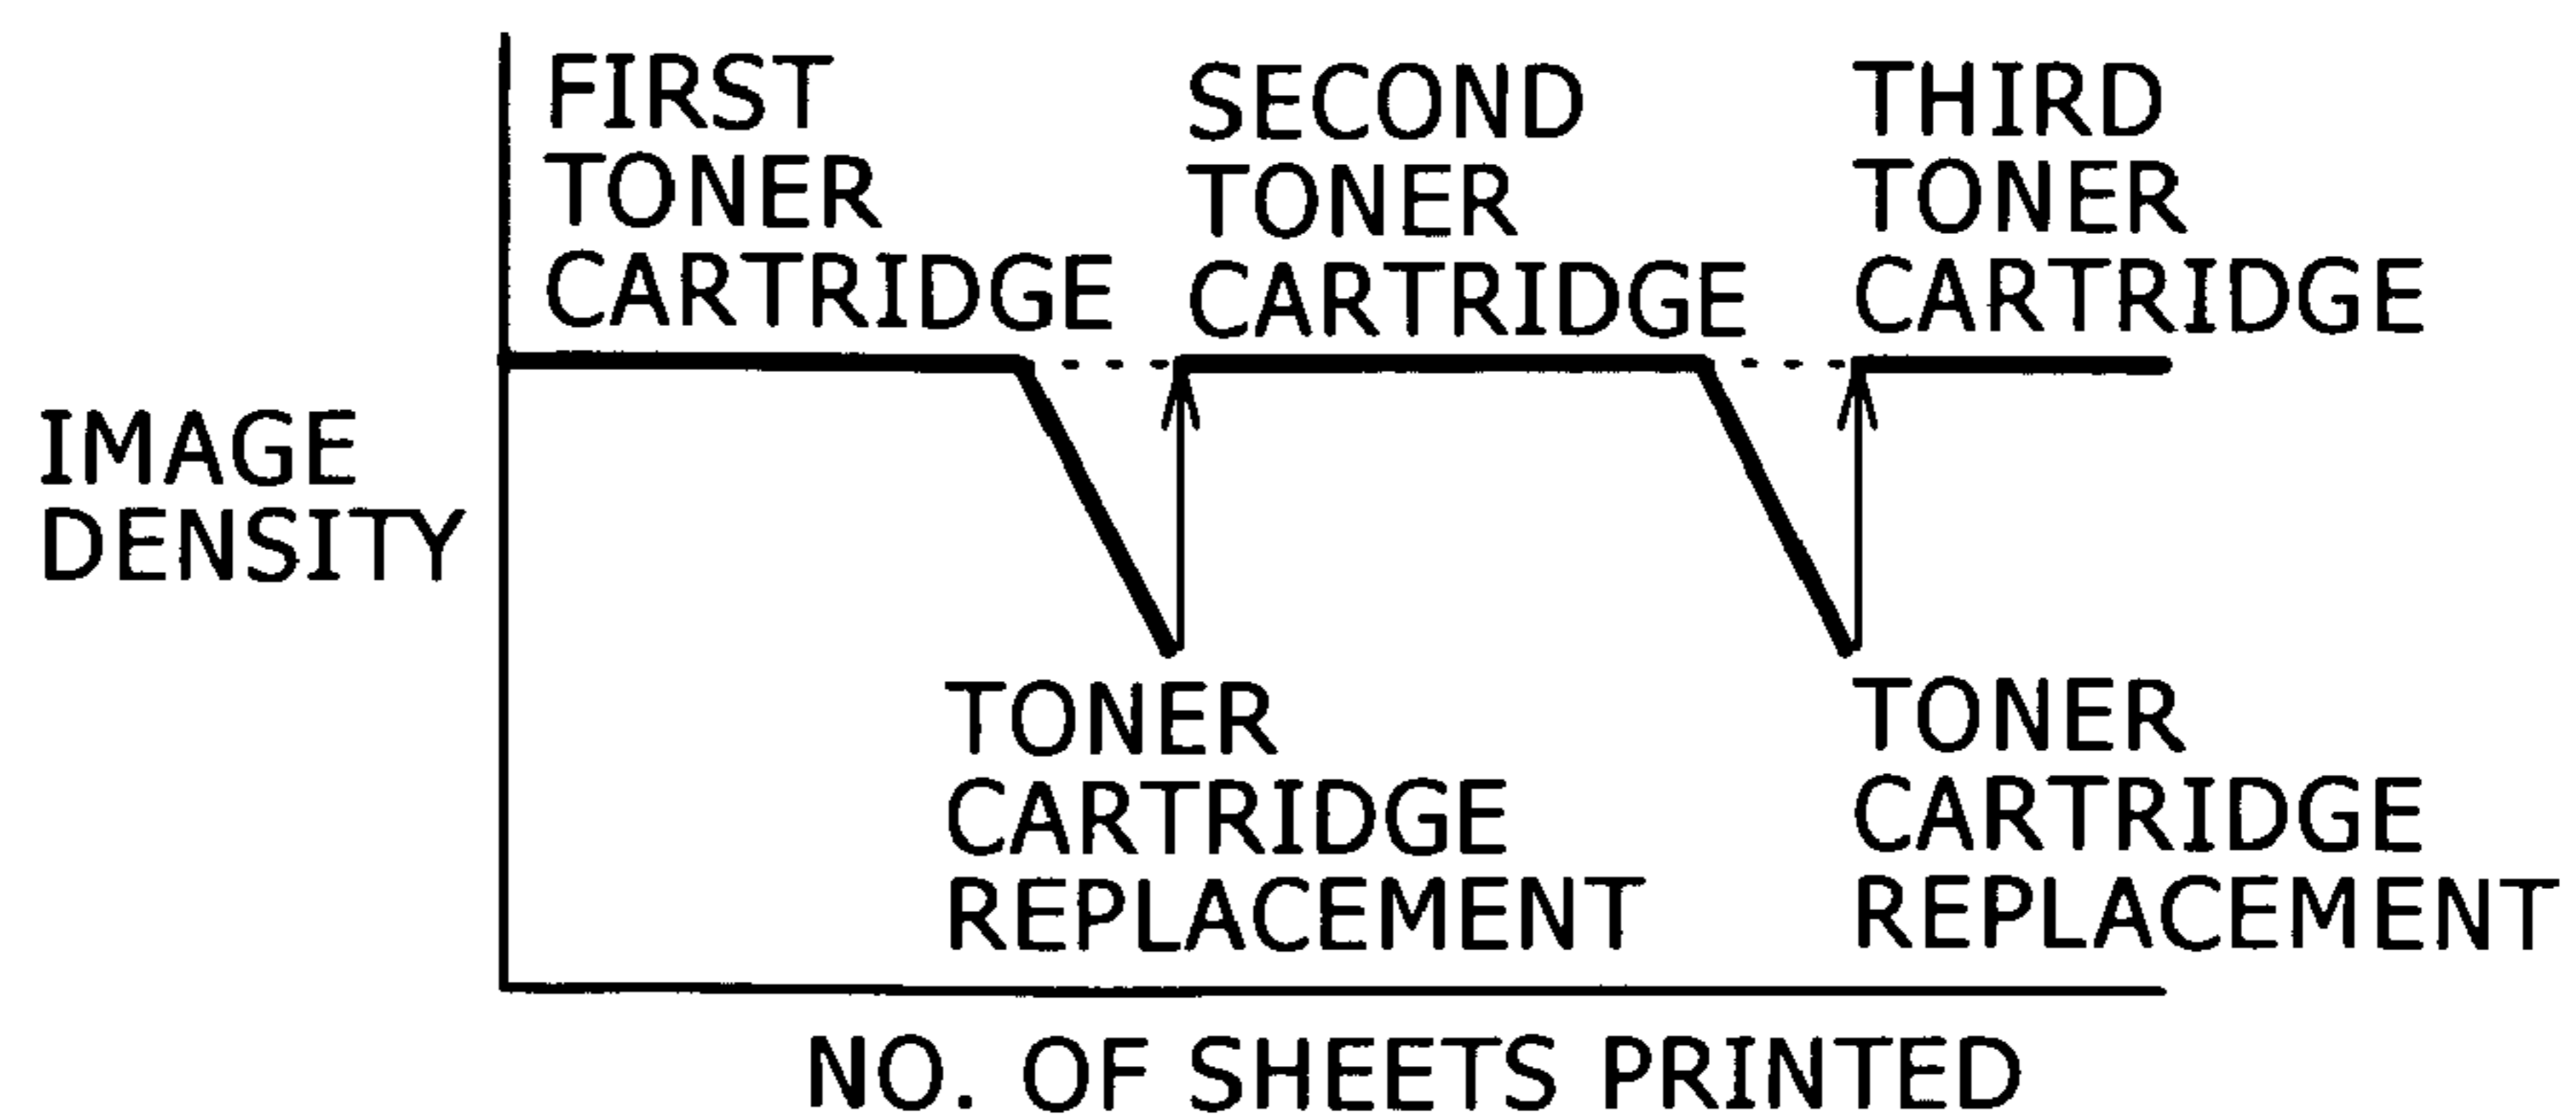 FIRST
TONER
CARTRIDGE
SECOND
TONER
CARTRIDGE
THIRD
TONER
CARTRIDGE
IMAGE
DENSITY
TONER
CARTRIDGE
REPLACEMENT
TONER
CARTRIDGE
REPLACEMENT
NO. OF SHEETS PRINTED